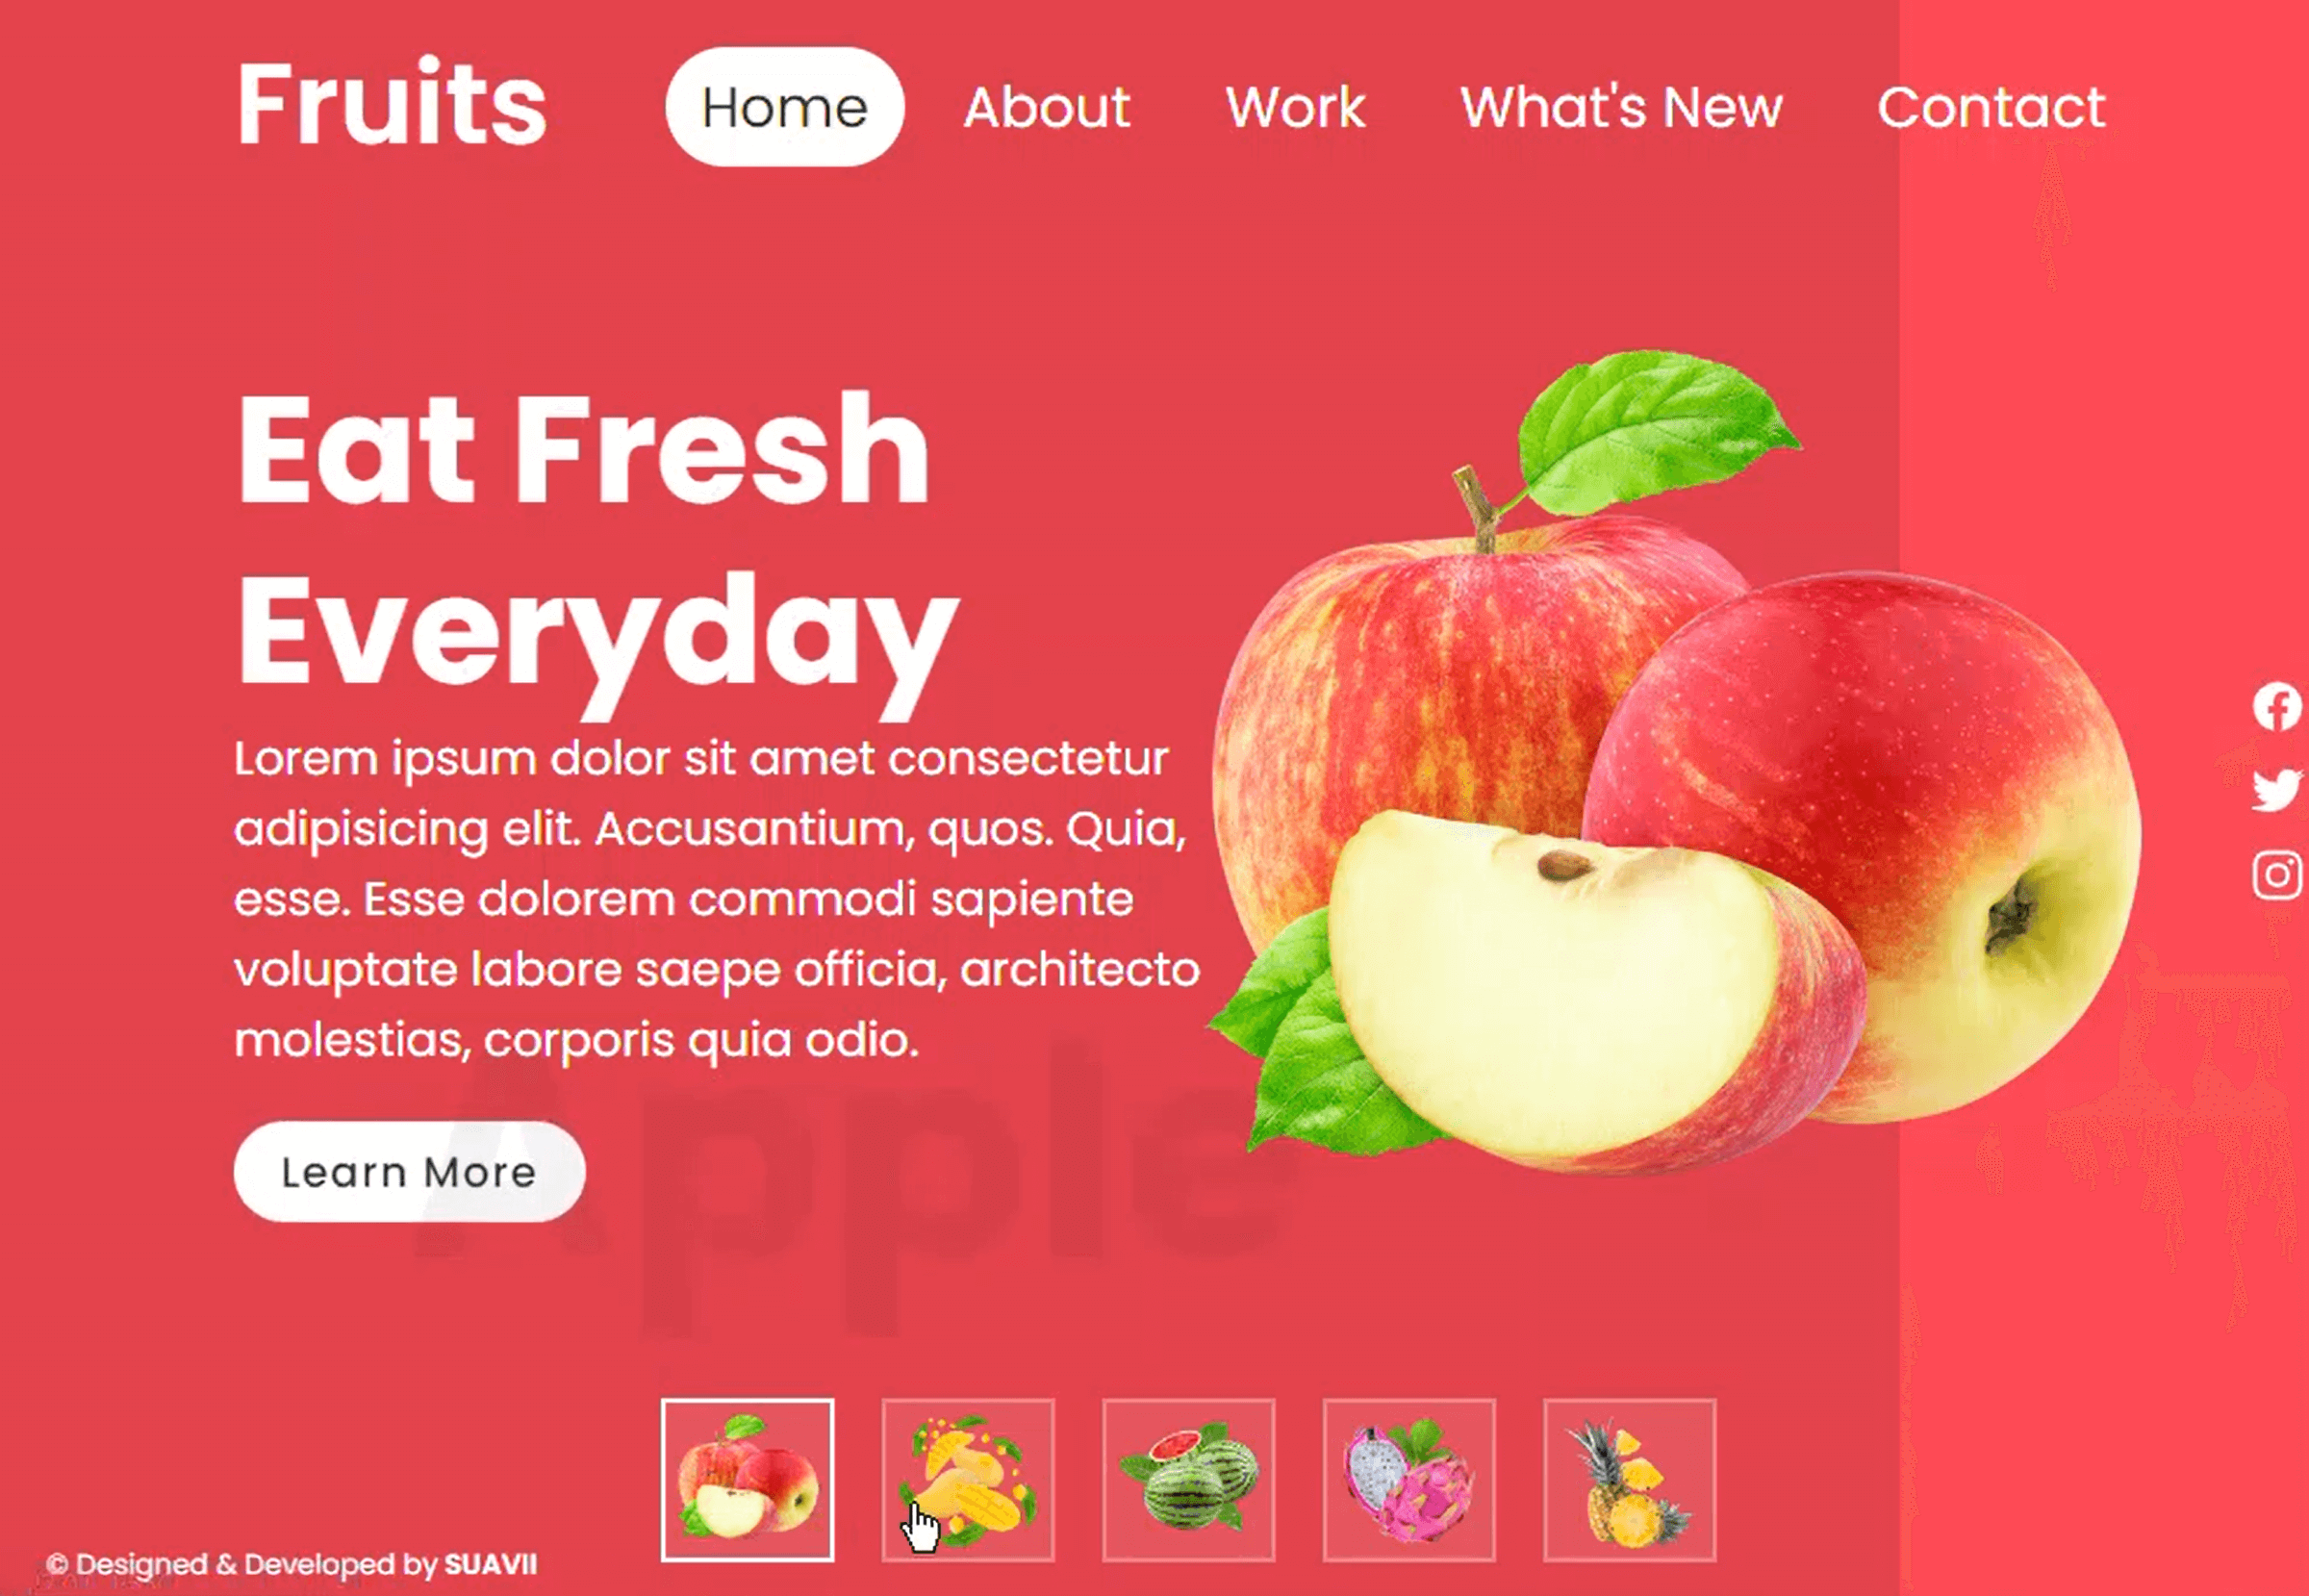 Fruits
Home
About
Work
What's New
Contact
Eat Fresh
Everyday
Lorem ipsum dolor sit amet consectetur
adipisicing elit. Accusantium, quos. Quia,
esse. Esse dolorem commodi sapiente
voluptate labore saepe officia, architecto
molestias, corporis quia odio.
Apple
Learn More
© Designed & Developed by SUAVII